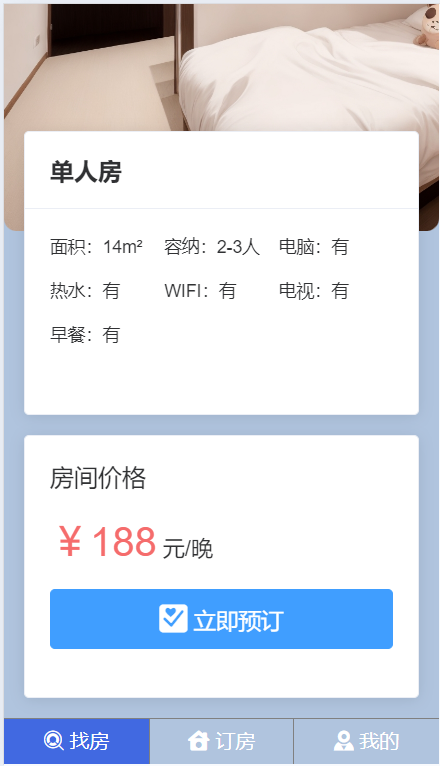 单人房
面积：14m² 容纳：2-3人 电脑：有
热水：有 WIFI：有 电视：有
早餐：有
房间价格
￥188 元/晚
立即预订
找房 订房 我的